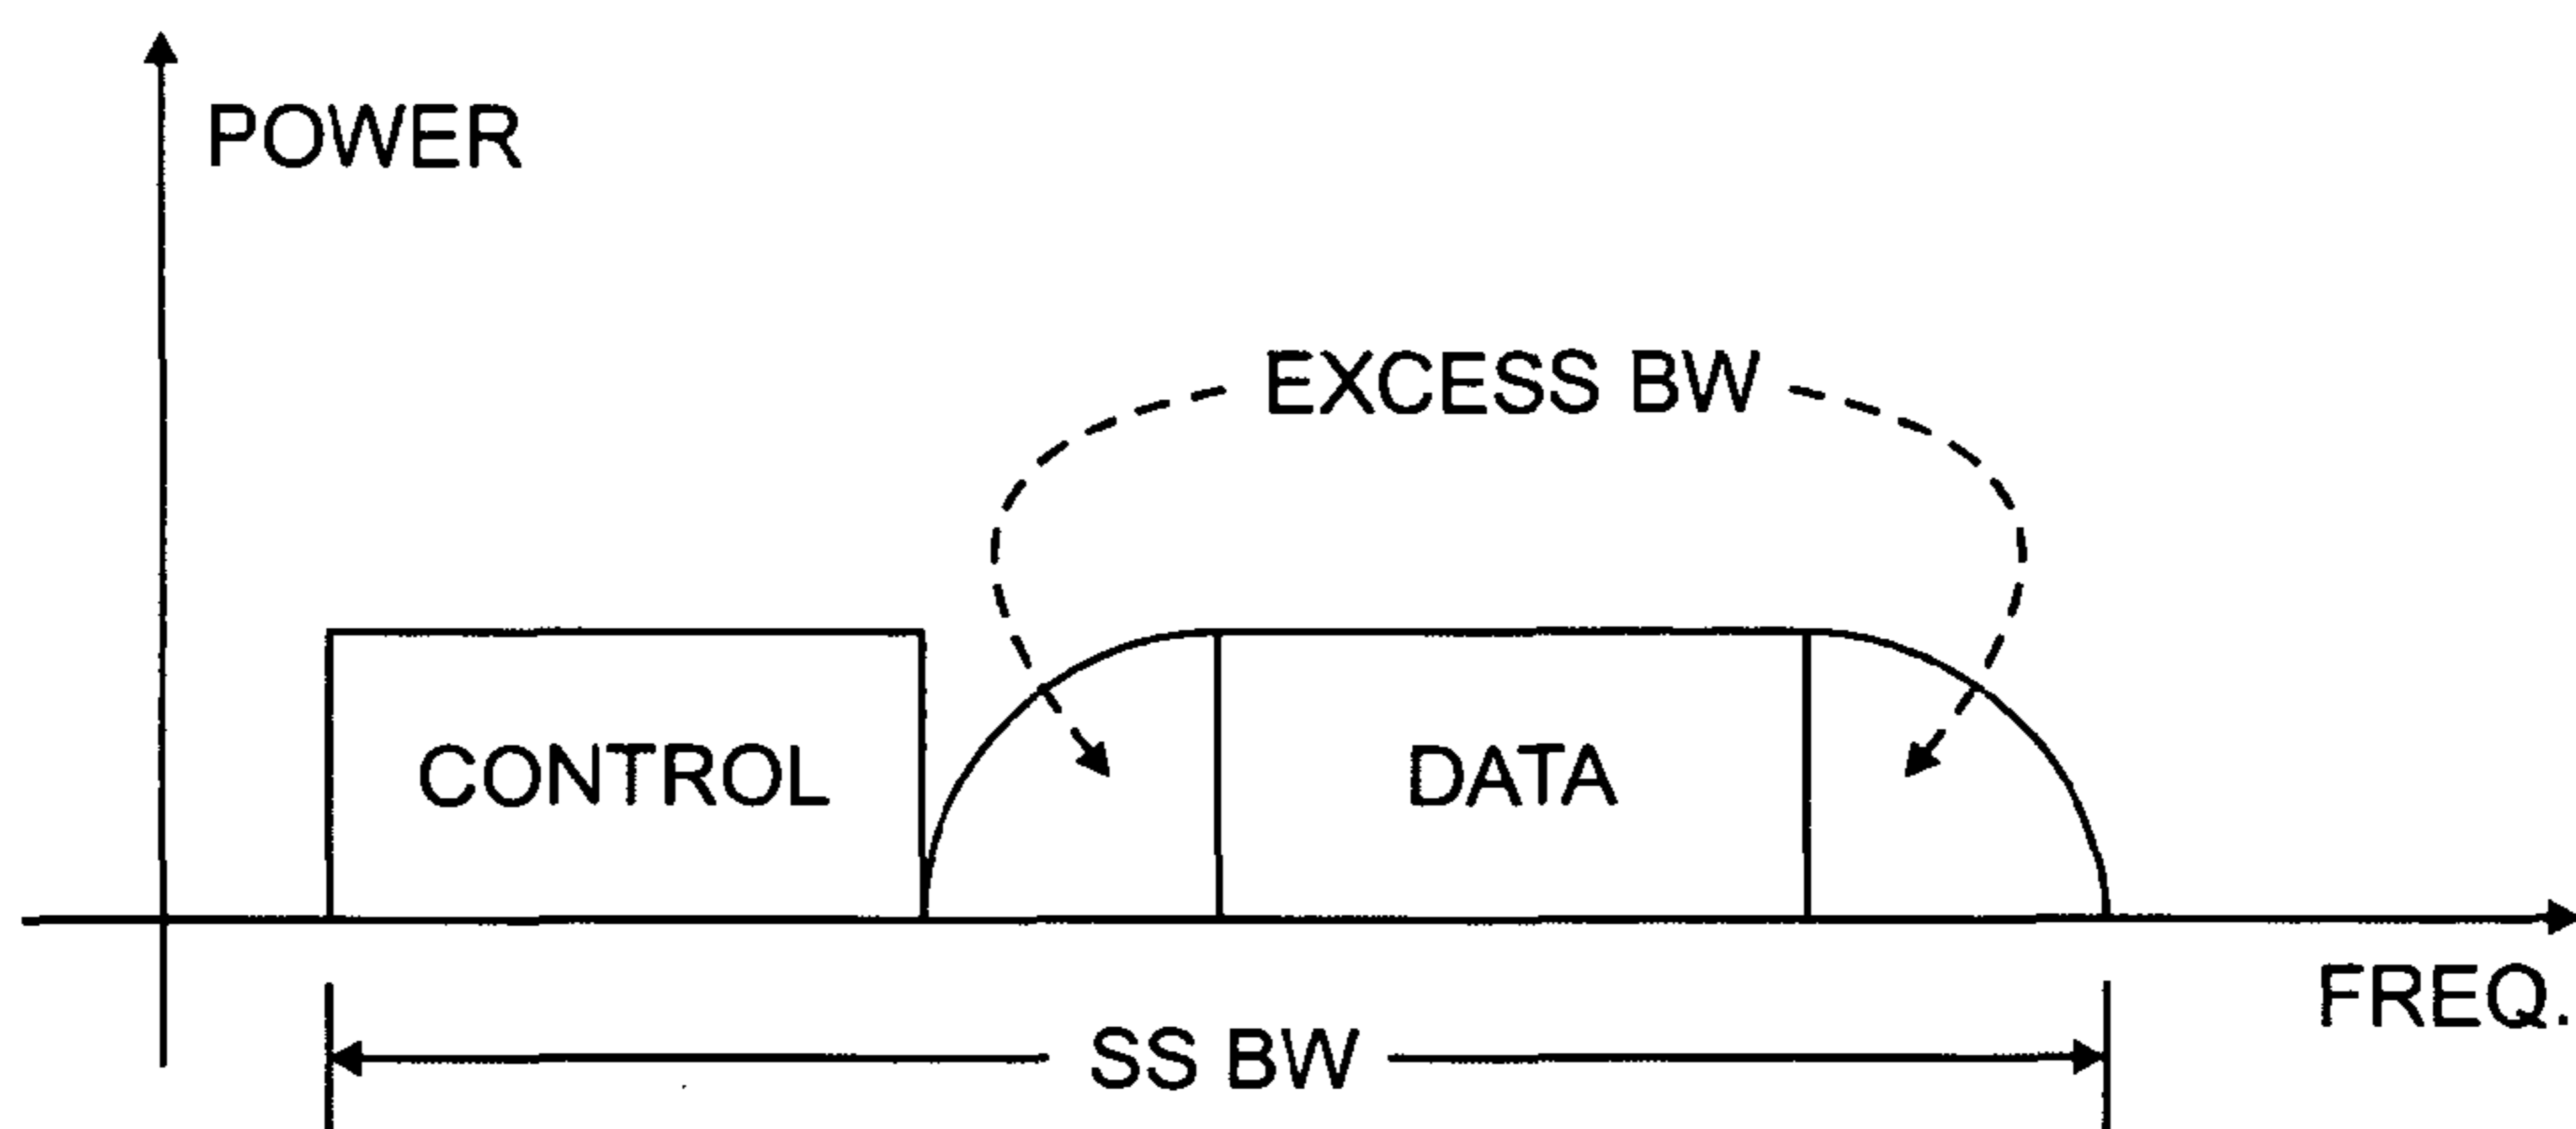 POWER
EXCESS BW
CONTROL
DATA
FREQ.
SS BW